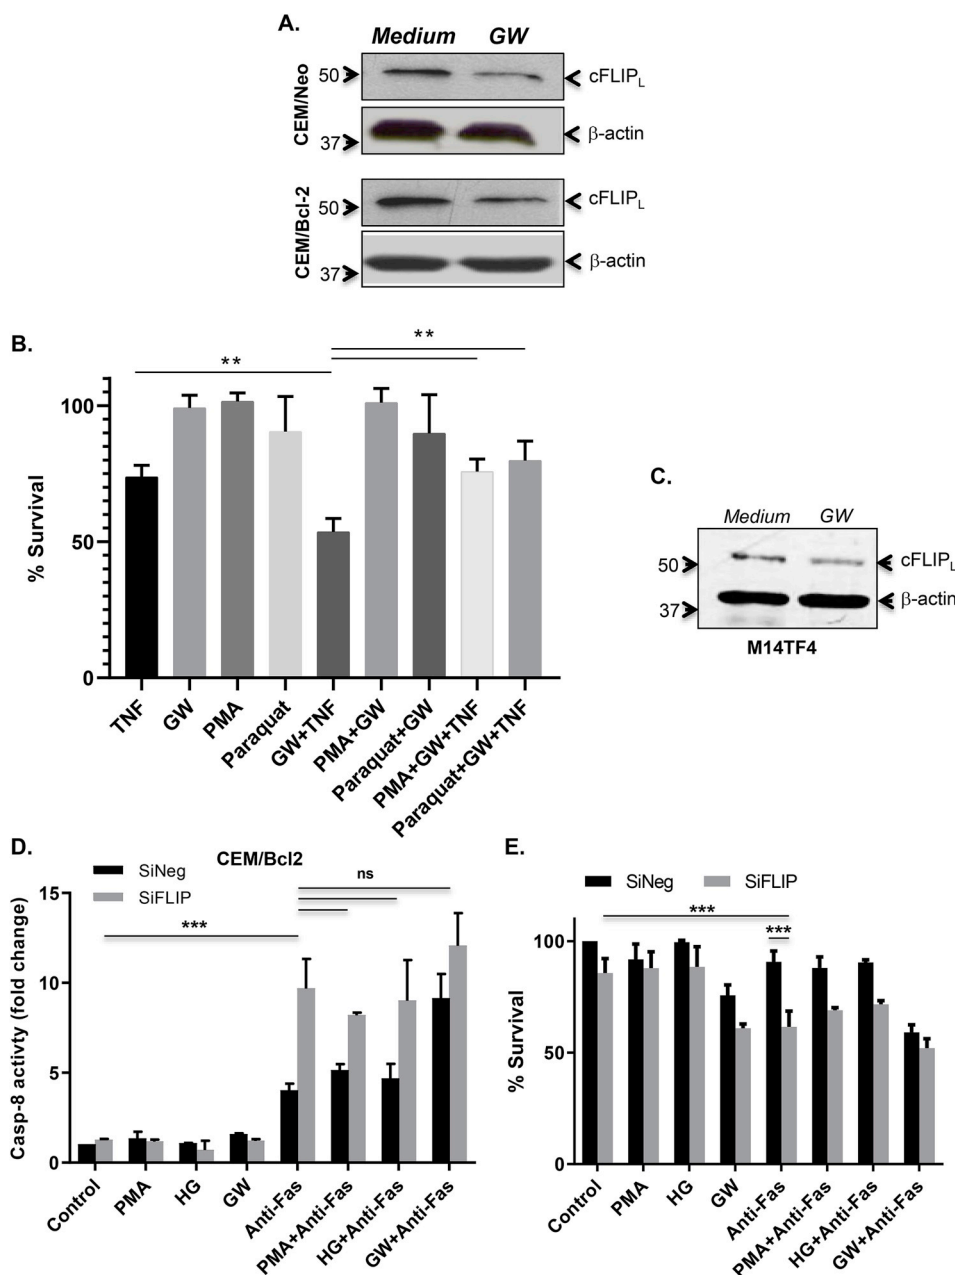 A.
Medium GW
CEM/Neo
50
cFLIPL
37
β-actin
CEM/Bcl-2
50
cFLIPL
37
β-actin
B.
**
**
% Survival
100
50
0
TNF
GW
PMA
Paraquat
GW+TNF
PMA+GW
Paraquat+GW
PMA+GW+TNF
Paraquat+GW+TNF
C.
Medium GW
50
cFLIPL
37
β-actin
M14TF4
D.
CEM/Bcl2
SiNeg
SiFLIP
ns
***
Casp-8 activty (fold change)
15
10
5
0
Control
PMA
HG
GW
Anti-Fas
PMA+Anti-Fas
HG+Anti-Fas
GW+Anti-Fas
E.
SiNeg SiFLIP
***
***
% Survival
100
50
0
Control
PMA
HG
GW
Anti-Fas
PMA+Anti-Fas
HG+Anti-Fas
GW+Anti-Fas